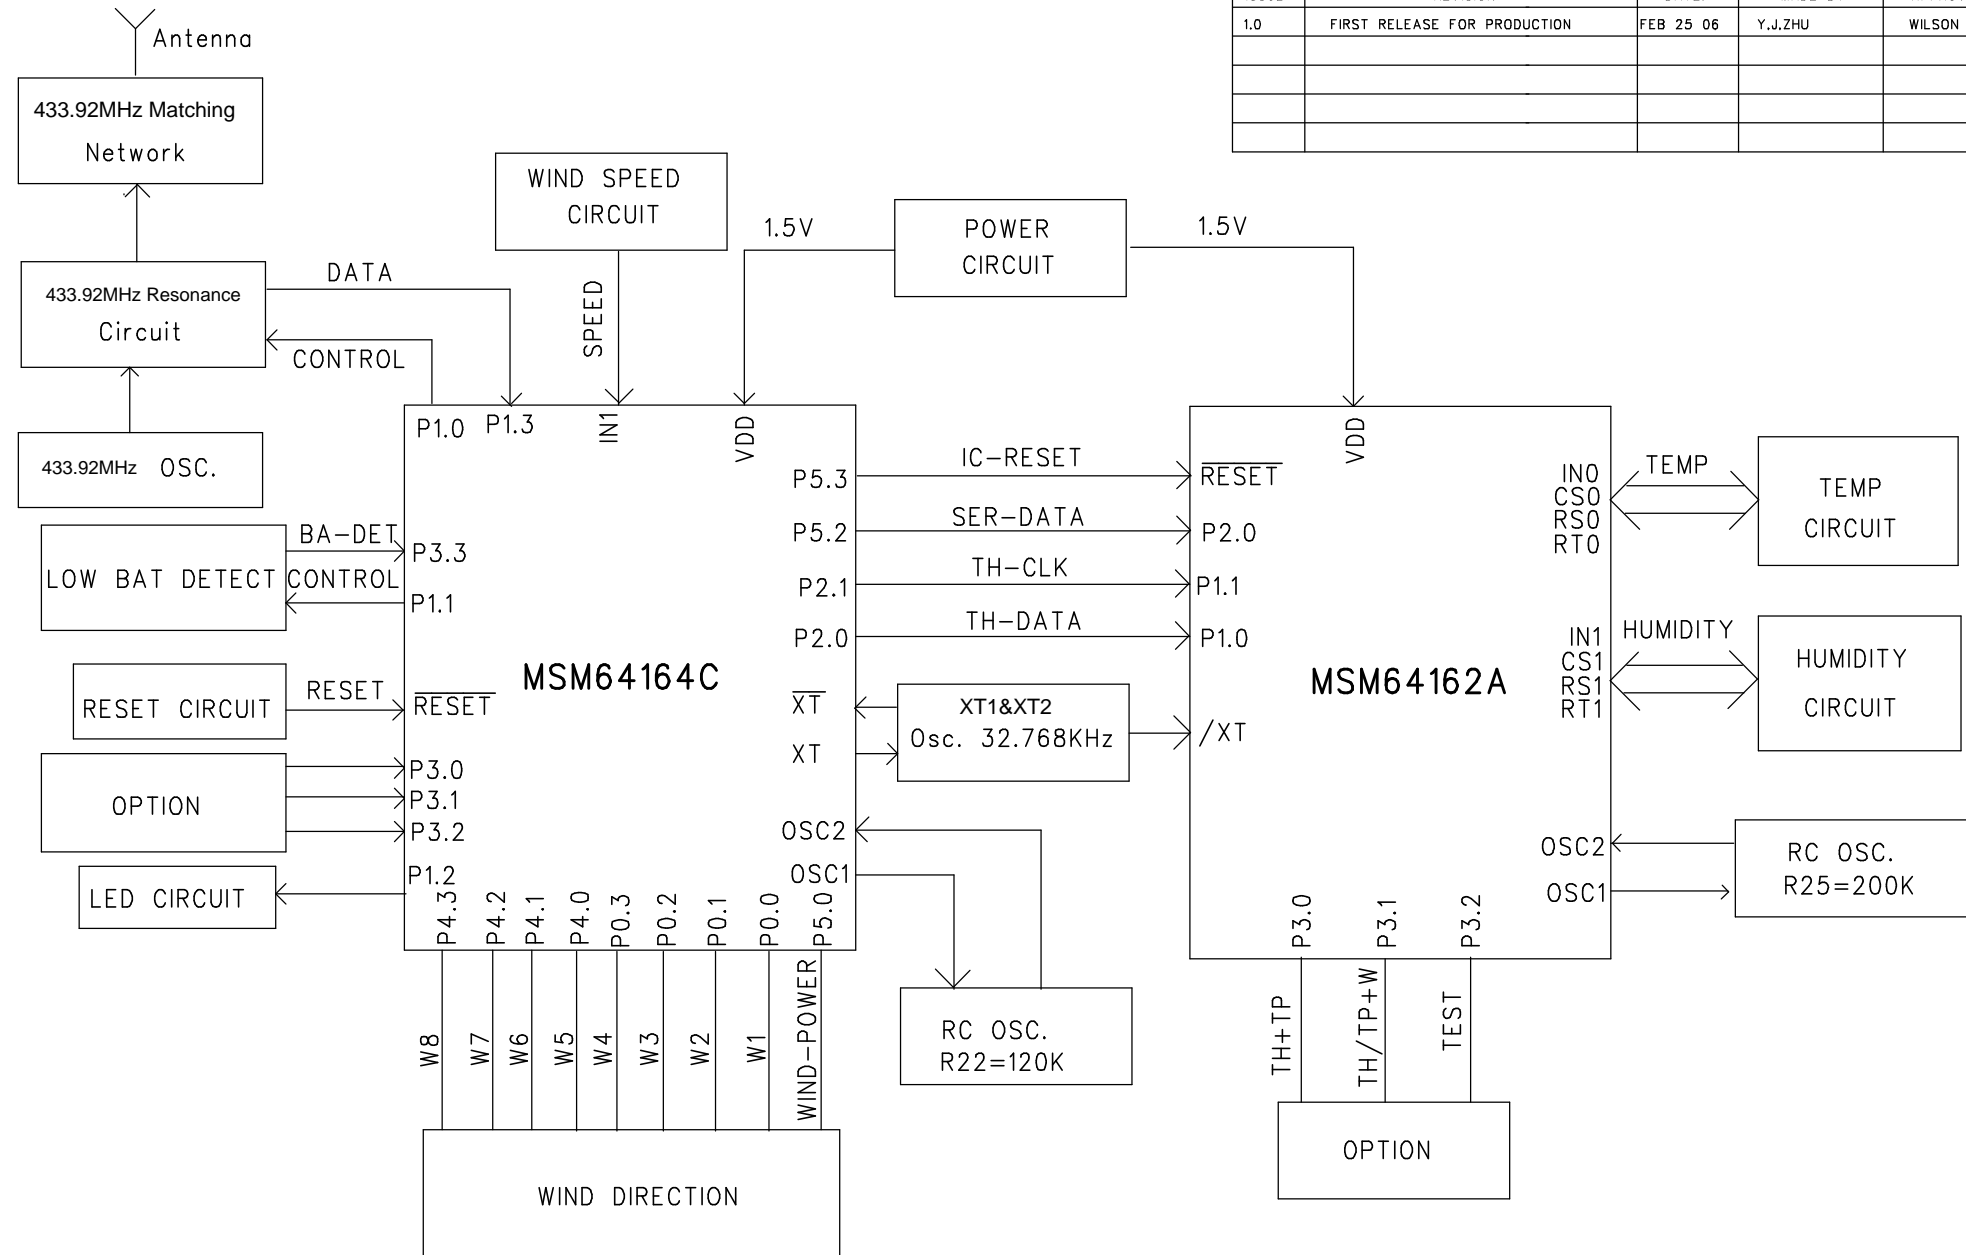 1.0 FIRST RELEASE FOR PRODUCTION FEB 25 06 Y.J.ZHU WILSON
Antenna
433.92MHz Matching
Network
WIND SPEED
CIRCUIT
1.5V
POWER
CIRCUIT
1.5V
433.92MHz Resonance
Circuit
DATA
CONTROL
SPEED
433.92MHz OSC.
P1.0
P1.3
IN1
VDD
VDD
LOW BAT DETECT
BA-DET
CONTROL
P3.3
P1.1
RESET CIRCUIT
RESET
RESET
OPTION
P3.0
P3.1
P3.2
LED CIRCUIT
P1.2
MSM64164C
P5.3
P5.2
P2.1
P2.0
XT
XT
OSC2
OSC1
IC-RESET
SER-DATA
TH-CLK
TH-DATA
RESET
P2.0
P1.1
P1.0
XT1&XT2
Osc. 32.768KHz
/XT
MSM64162A
IN0
CS0
RS0
RT0
TEMP
TEMP
CIRCUIT
IN1
CS1
RS1
RT1
HUMIDITY
HUMIDITY
CIRCUIT
OSC2
OSC1
RC OSC.
R25=200K
P4.3
P4.2
P4.1
P4.0
P0.3
P0.2
P0.1
P0.0
P5.0
W8
W7
W6
W5
W4
W3
W2
W1
WIND-POWER
WIND DIRECTION
RC OSC.
R22=120K
P3.0
P3.1
P3.2
TH+TP
TH/TP+W
TEST
OPTION